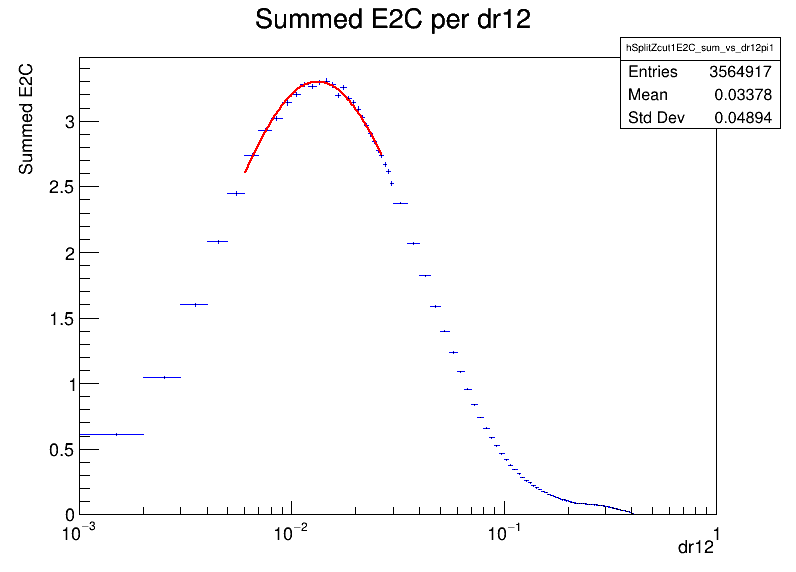 Summed E2C per dr12
hSplitZcut1E2C_sum_vs_dr12pi1
Entries 3564917
Mean 0.03378
Std Dev 0.04894
Summed E2C
3
2.5
2
1.5
1
0.5
0
10⁻³ 10⁻² 10⁻¹ 1
dr12